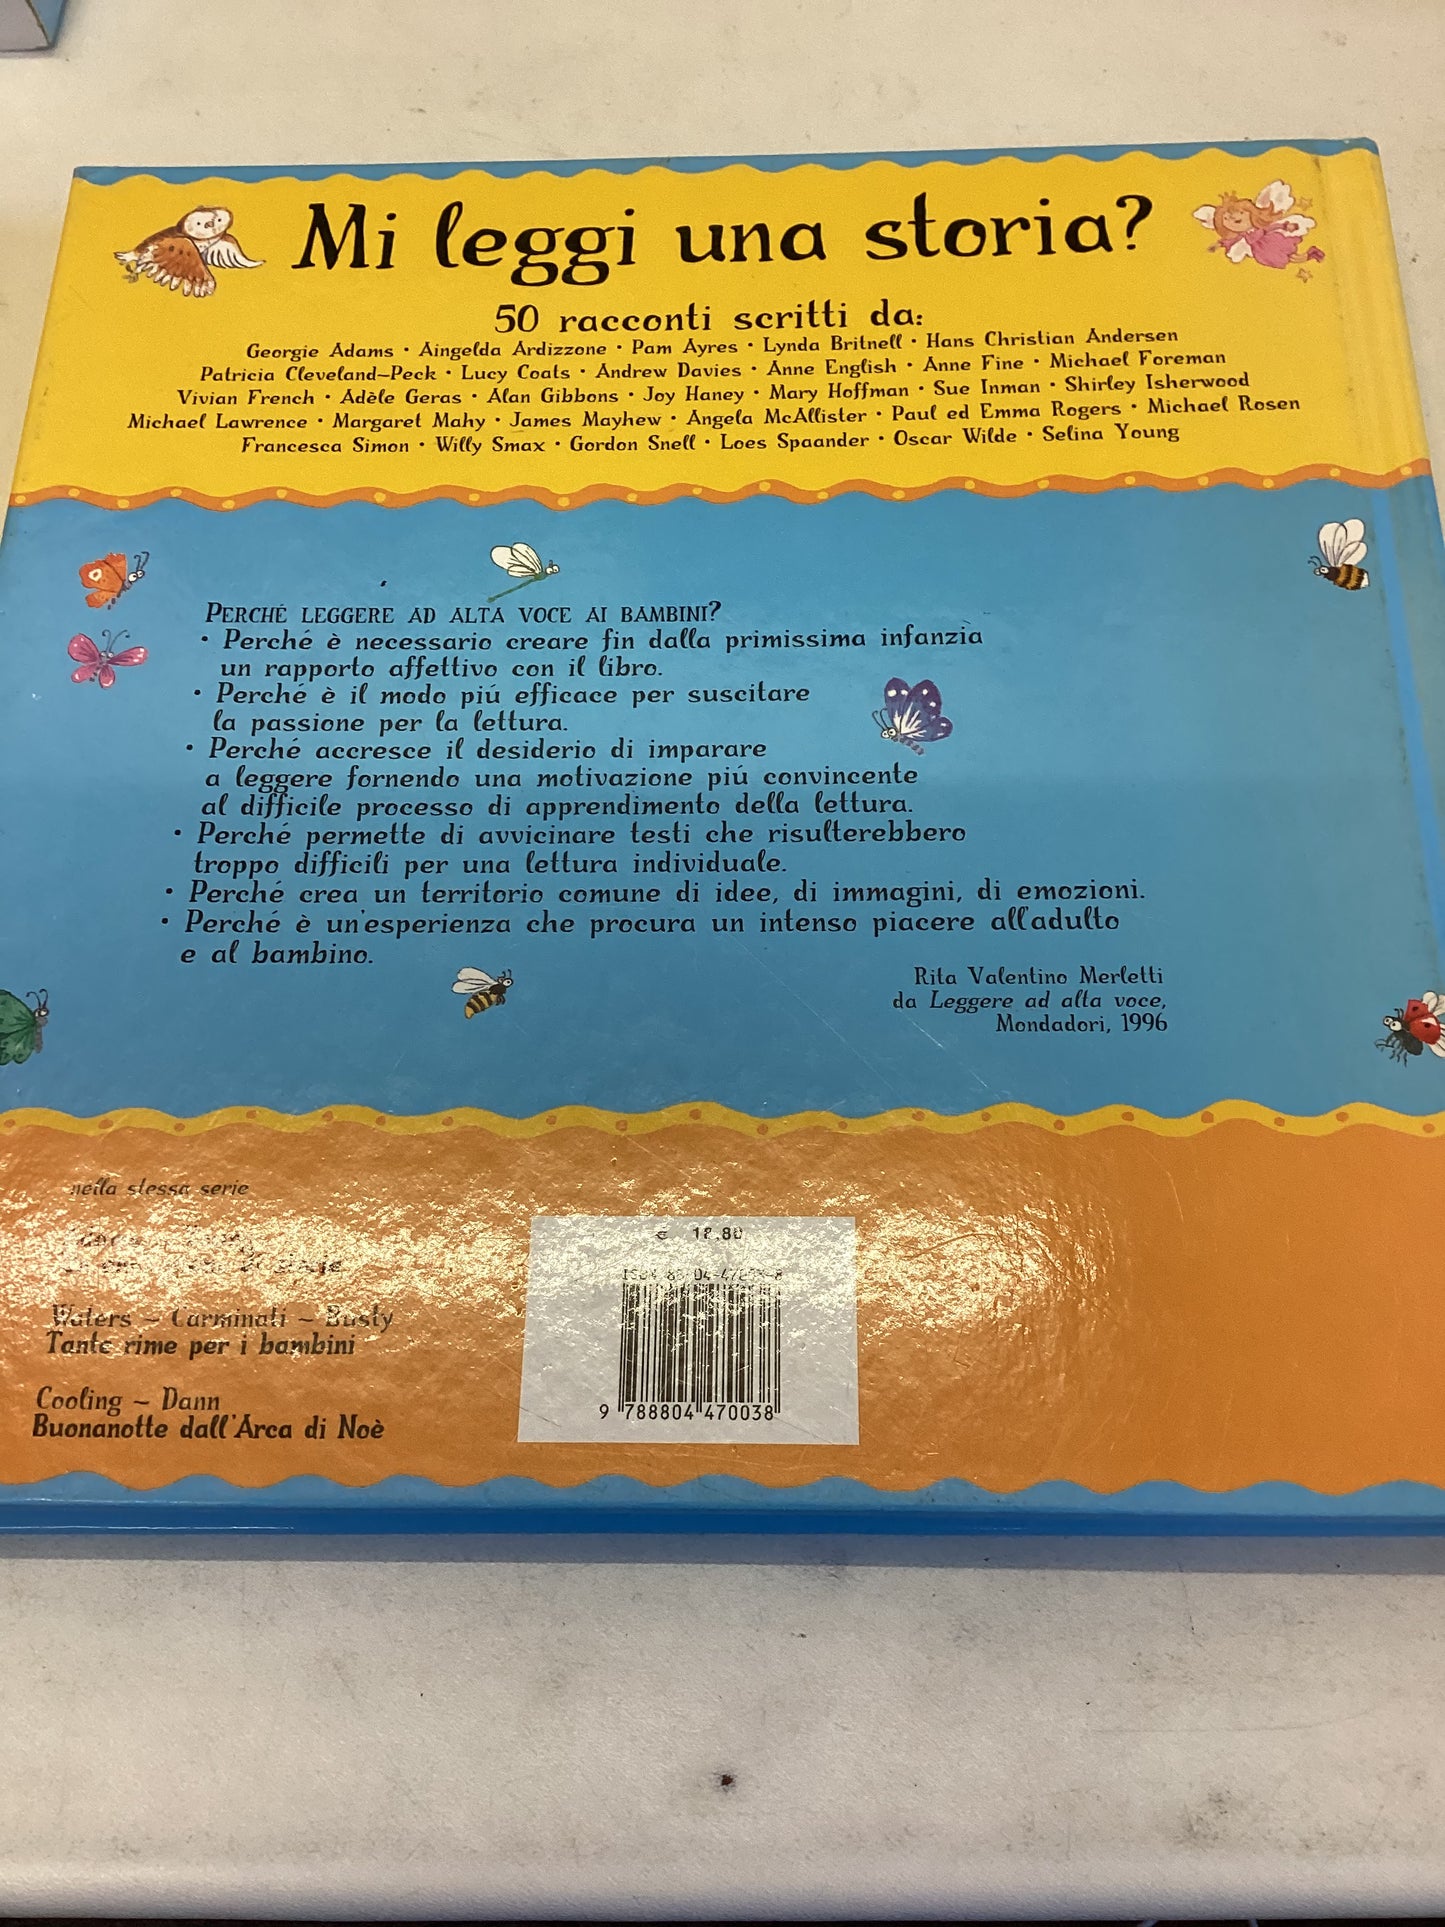 Mi leggi una storia?
50 racconti scritti da:
Georgie Adams • Aingelda Ardizzone • Pam Ayres • Lynda Britnell • Hans Christian Andersen
Patricia Cleveland-Peck • Lucy Coats • Andrew Davies • Anne English • Anne Fine • Michael Foreman
Vivian French • Adèle Geras • Alan Gibbons • Joy Haney • Mary Hoffman • Sue Inman • Shirley Isherwood
Michael Lawrence • Margaret Mahy • James Mayhew • Angela McAllister • Paul ed Emma Rogers • Michael Rosen
Francesca Simon • Willy Smax • Gordon Snell • Loes Spaander • Oscar Wilde • Selina Young
PERCHÉ LEGGERE AD ALTA VOCE AI BAMBINI?
• Perché è necessario creare fin dalla primissima infanzia
un rapporto affettivo con il libro.
• Perché è il modo piú efficace per suscitare
la passione per la lettura.
• Perché accresce il desiderio di imparare
a leggere fornendo una motivazione piú convincente
al difficile processo di apprendimento della lettura.
• Perché permette di avvicinare testi che risulterebbero
troppo difficili per una lettura individuale.
• Perché crea un territorio comune di idee, di immagini, di emozioni.
• Perché è un'esperienza che procura un intenso piacere all'adulto
e al bambino.
Rita Valentino Merletti
da Leggere ad alta voce,
Mondadori, 1996
nella stessa serie
Waters – Carminati – Busty
Tante rime per i bambini
Cooling – Dann
Buonanotte dall'Arca di Noè
€
ISBN
9 788804 470038